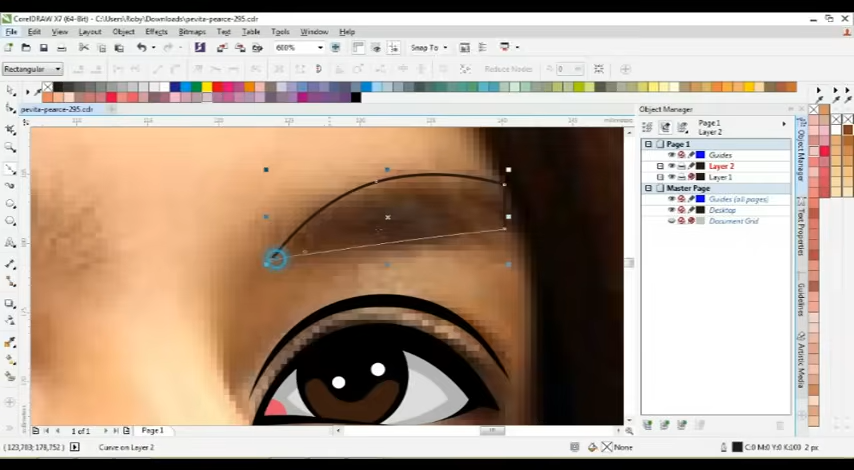 CorelDRAW X7 (64-Bit) - C:\Users\Roby\Downloads\pevita-pearce-295.cdr
File Edit View Layout Object Effects Bitmaps Text Table Tools Window Help
600% Snap To
Rectangular Reduce Nodes 0
pevita-pearce-295.cdr
millimeters
Object Manager
Page 1
Layer 2
Page 1
Guides
Layer 2
Layer 1
Master Page
Guides (all pages)
Desktop
Document Grid
Object Manager
Text Properties
Guidelines
Artistic Media
1 of 1 Page 1
(123,703; 178,752) Curve on Layer 2 None C:0 M:0 Y:0 K:100 2 px